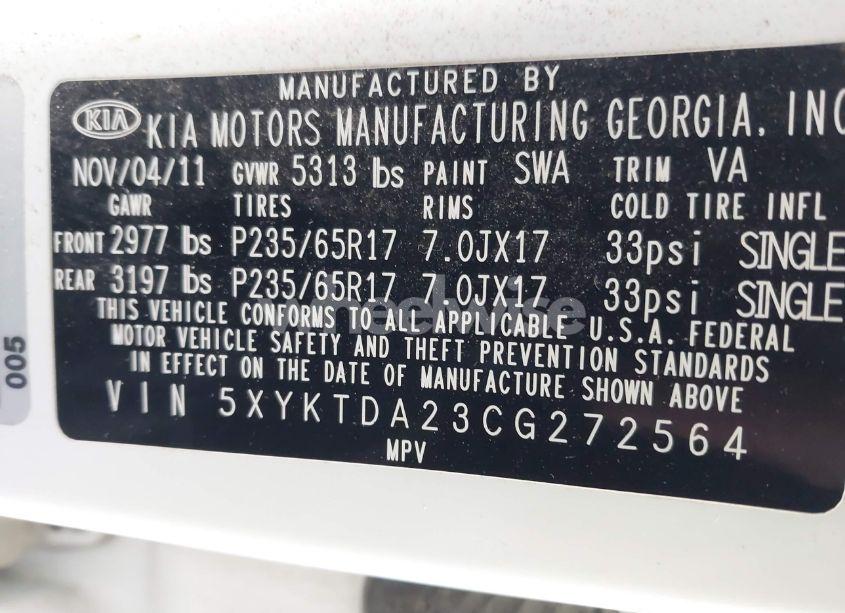 MANUFACTURED BY
KIA KIA MOTORS MANUFACTURING GEORGIA, INC
NOV/04/11 GVWR 5313 lbs PAINT SWA TRIM VA
GAWR TIRES RIMS COLD TIRE INFL
FRONT 2977 lbs P235/65R17 7.0JX17 33psi SINGLE
REAR 3197 lbs P235/65R17 7.0JX17 33psi SINGLE
THIS VEHICLE CONFORMS TO ALL APPLICABLE U.S.A. FEDERAL
MOTOR VEHICLE SAFETY AND THEFT PREVENTION STANDARDS
IN EFFECT ON THE DATE OF MANUFACTURE SHOWN ABOVE
VIN 5XYKTDA23CG272564
MPV
005